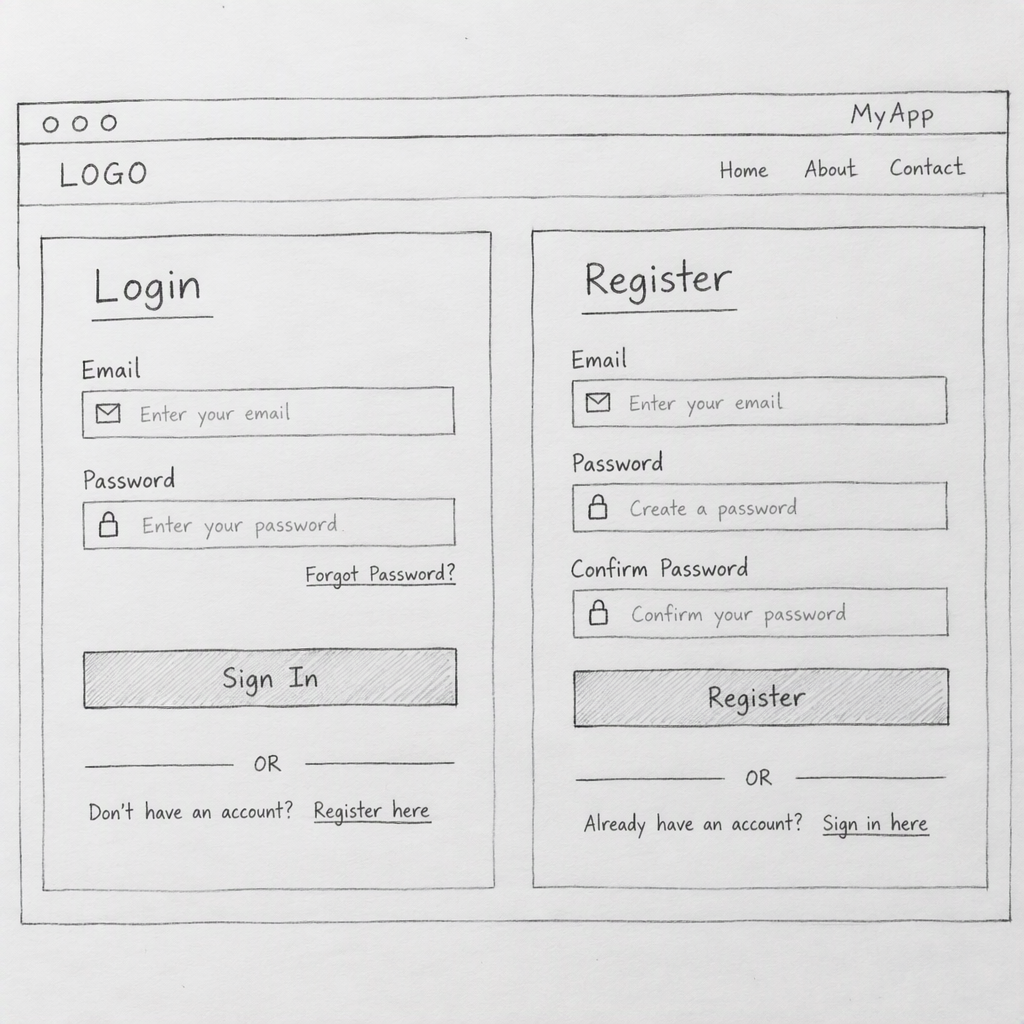 MyApp
LOGO
Home About Contact
Login
Email
Enter your email
Password
Enter your password
Forgot Password?
Sign In
OR
Don't have an account? Register here
Register
Email
Enter your email
Password
Create a password
Confirm Password
Confirm your password
Register
OR
Already have an account? Sign in here